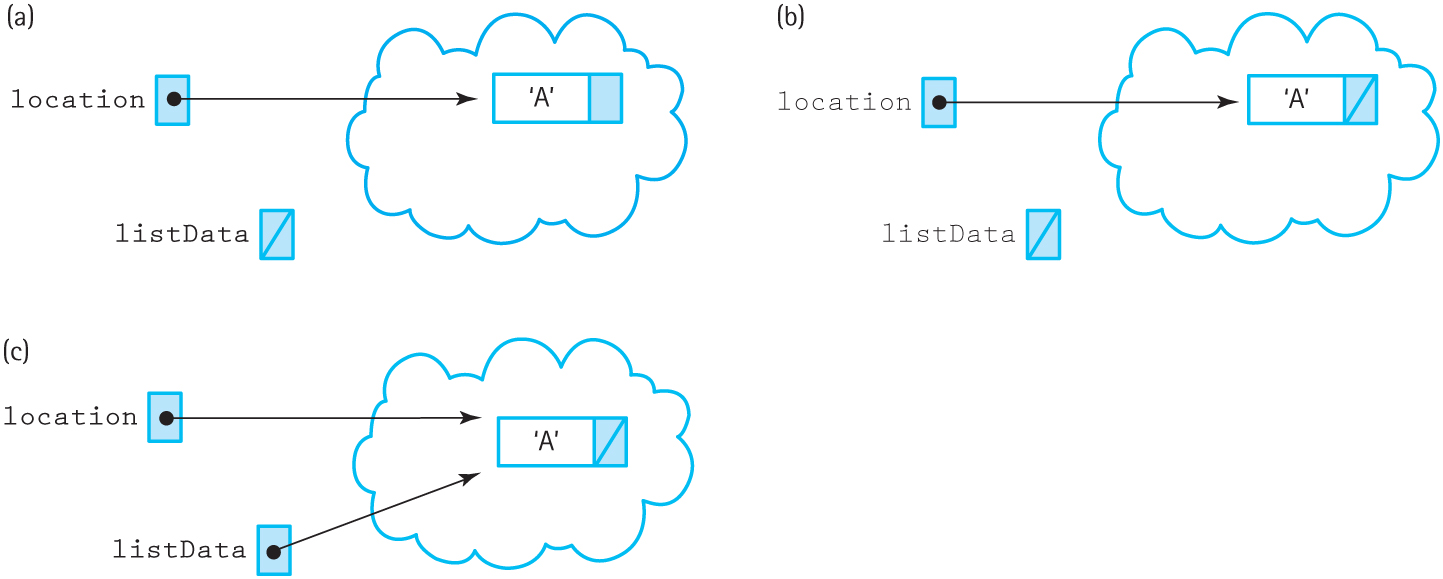 (a)
location ‘A’
listData
(b)
location ‘A’
listData
(c)
location ‘A’
listData